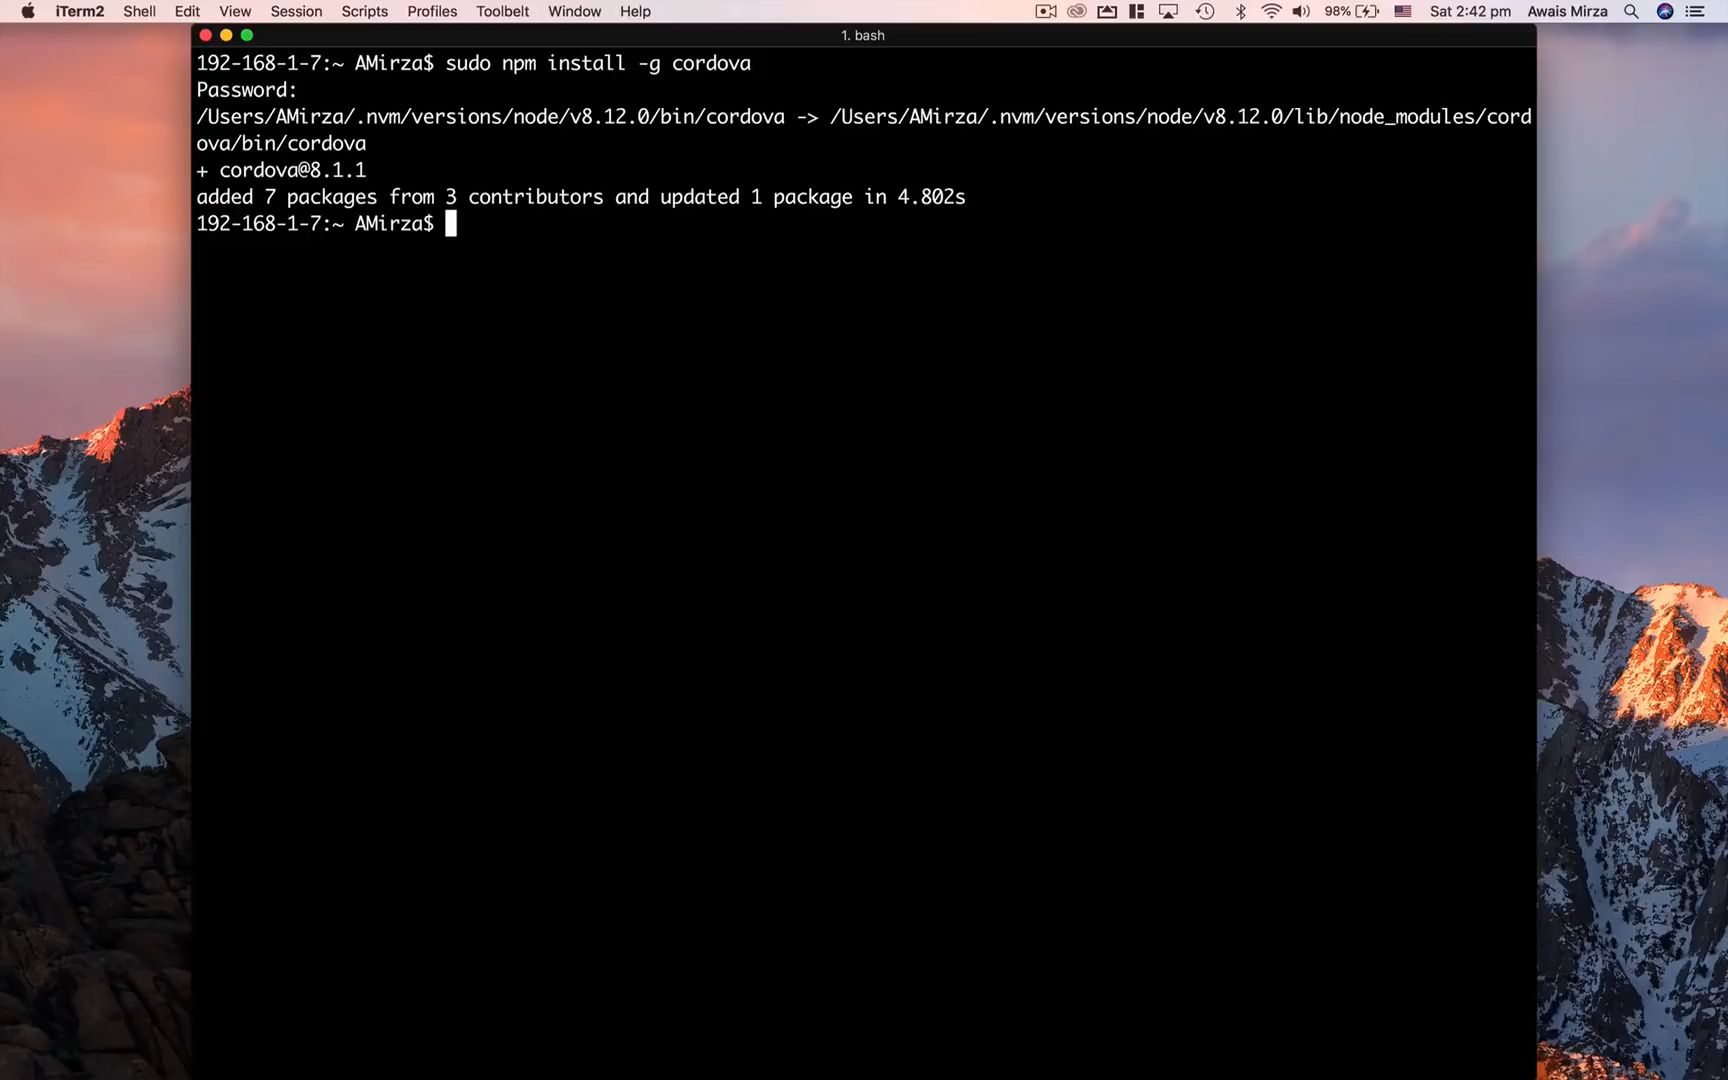 iTerm2 Shell Edit View Session Scripts Profiles Toolbelt Window Help 98% Sat 2:42 pm Awais Mirza
1. bash
192-168-1-7:~ AMirza$ sudo npm install -g cordova
Password:
/Users/AMirza/.nvm/versions/node/v8.12.0/bin/cordova -> /Users/AMirza/.nvm/versions/node/v8.12.0/lib/node_modules/cord
ova/bin/cordova
+ cordova@8.1.1
added 7 packages from 3 contributors and updated 1 package in 4.802s
192-168-1-7:~ AMirza$